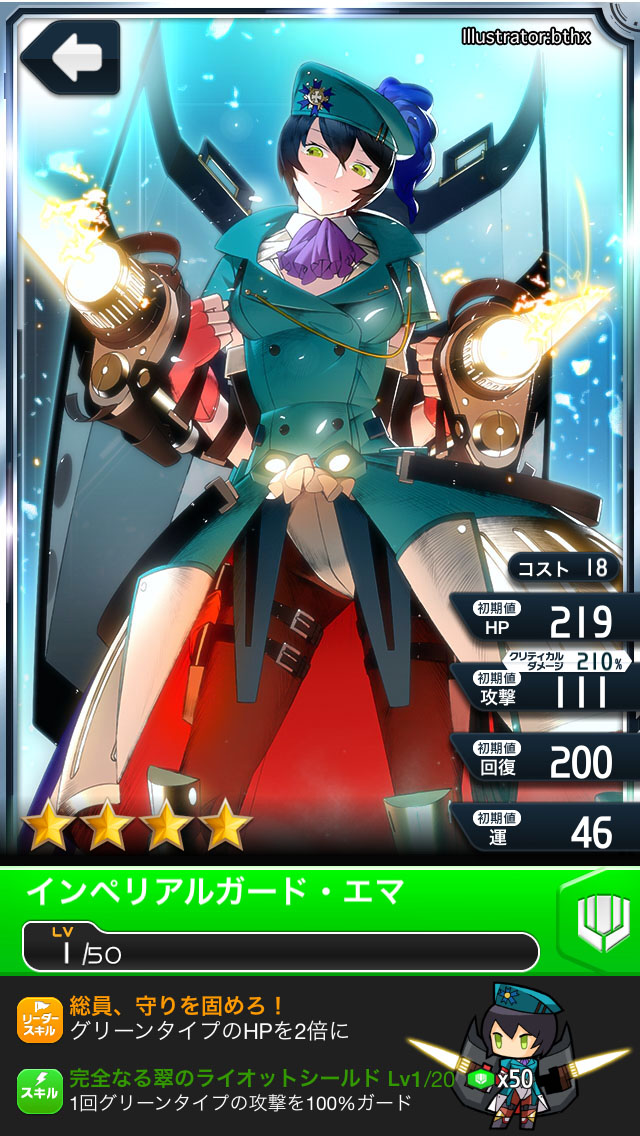 Illustrator:bthx
コスト 18
初期値
HP 219
クリティカル
ダメージ 210%
初期値
攻撃 111
初期値
回復 200
初期値
運 46
インペリアルガード・エマ
LV
1/50
リーダースキル
総員、守りを固めろ!
グリーンタイプのHPを2倍に
スキル
完全なる翠のライオットシールド Lv1/20
x50
1回グリーンタイプの攻撃を100%ガード